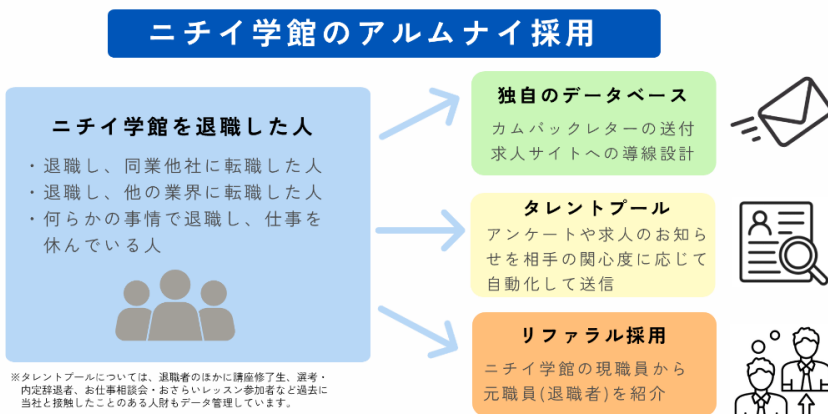 ニチイ学館のアルムナイ採用
ニチイ学館を退職した人
・退職し、同業他社に転職した人
・退職し、他の業界に転職した人
・何らかの事情で退職し、仕事を
休んでいる人
※タレントプールについては、退職者のほかに講座修了生、選考・
内定辞退者、お仕事相談会・おさらいレッスン参加者など過去に
当社と接触したことのある人財もデータ管理しています。
独自のデータベース
カムバックレターの送付
求人サイトへの導線設計
タレントプール
アンケートや求人のお知ら
せを相手の関心度に応じて
自動化して送信
リファラル採用
ニチイ学館の現職員から
元職員(退職者)を紹介